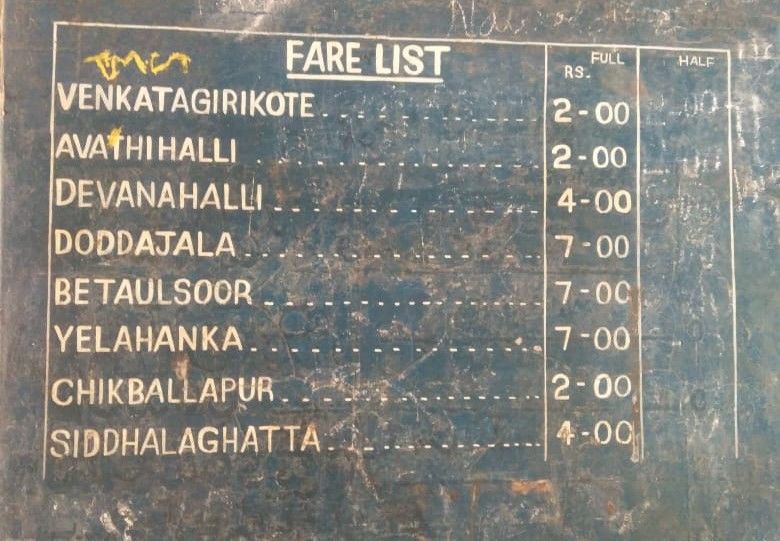 FARE LIST FULL HALF
RS.
VENKATAGIRIKOTE 2-00
AVATHIHALLI 2-00
DEVANAHALLI 4-00
DODDAJALA 7-00
BETAULSOOR 7-00
YELAHANKA 7-00
CHIKBALLAPUR 2-00
SIDDHALAGHATTA 4-00